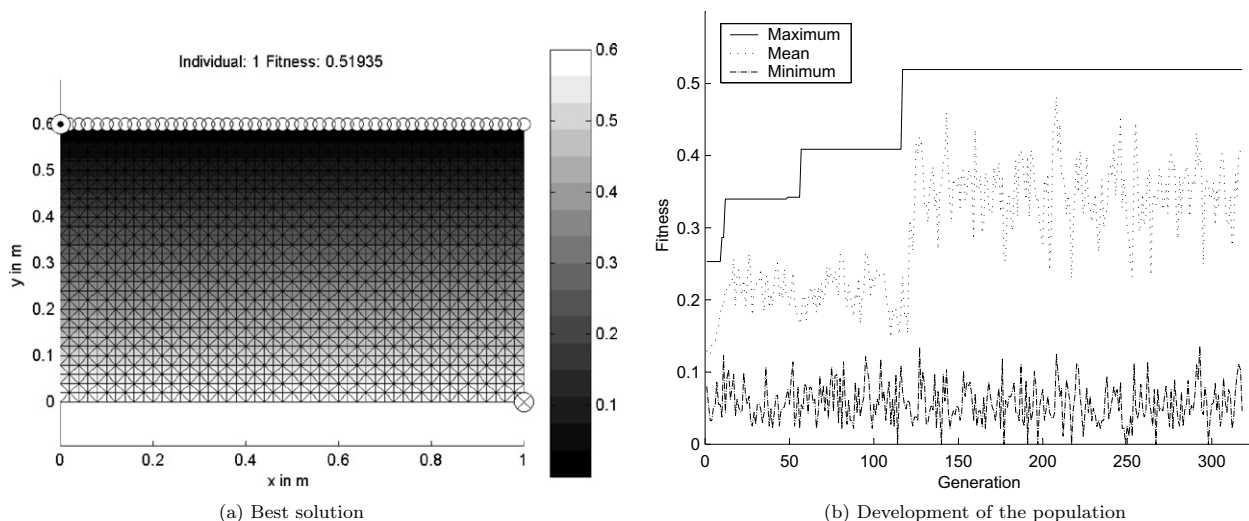 Individual: 1 Fitness: 0.51935
0.6
0.5
0.4
0.3
0.2
0.1
0
y in m
0 0.2 0.4 0.6 0.8 1
x in m
0.6
0.5
0.4
0.3
0.2
0.1
(a) Best solution
Maximum
Mean
Minimum
0.5
0.4
0.3
0.2
0.1
0
Fitness
0 50 100 150 200 250 300
Generation
(b) Development of the population